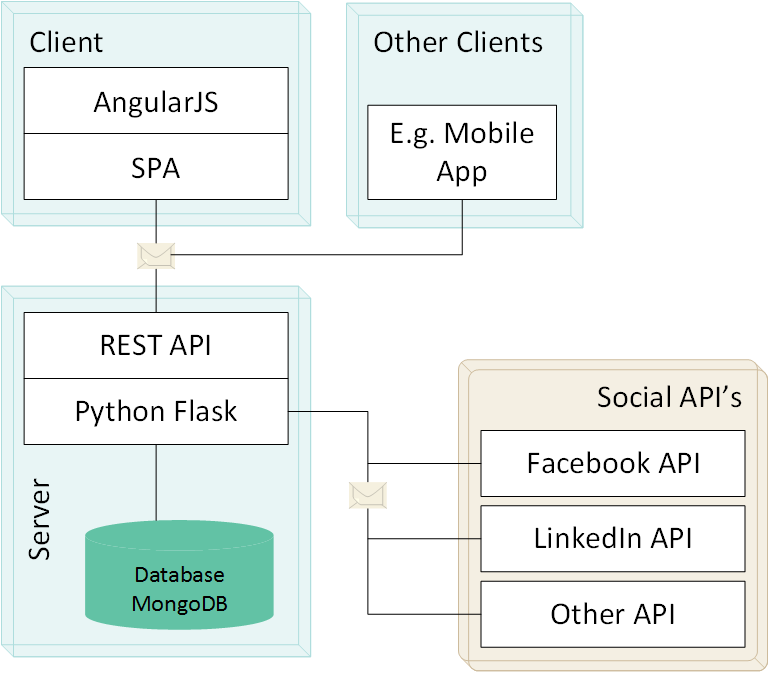 Client
AngularJS
SPA
Other Clients
E.g. Mobile
App
REST API
Python Flask
Server
Database
MongoDB
Social API’s
Facebook API
LinkedIn API
Other API